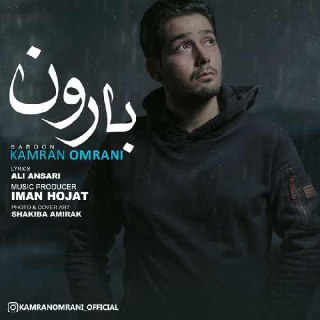 بارون
BAROON
KAMRAN OMRANI
LYRICS
ALI ANSARI
MUSIC PRODUCER
IMAN HOJAT
PHOTO & COVER ART
SHAKIBA AMIRAK
KAMRANOMRANI_OFFICIAL